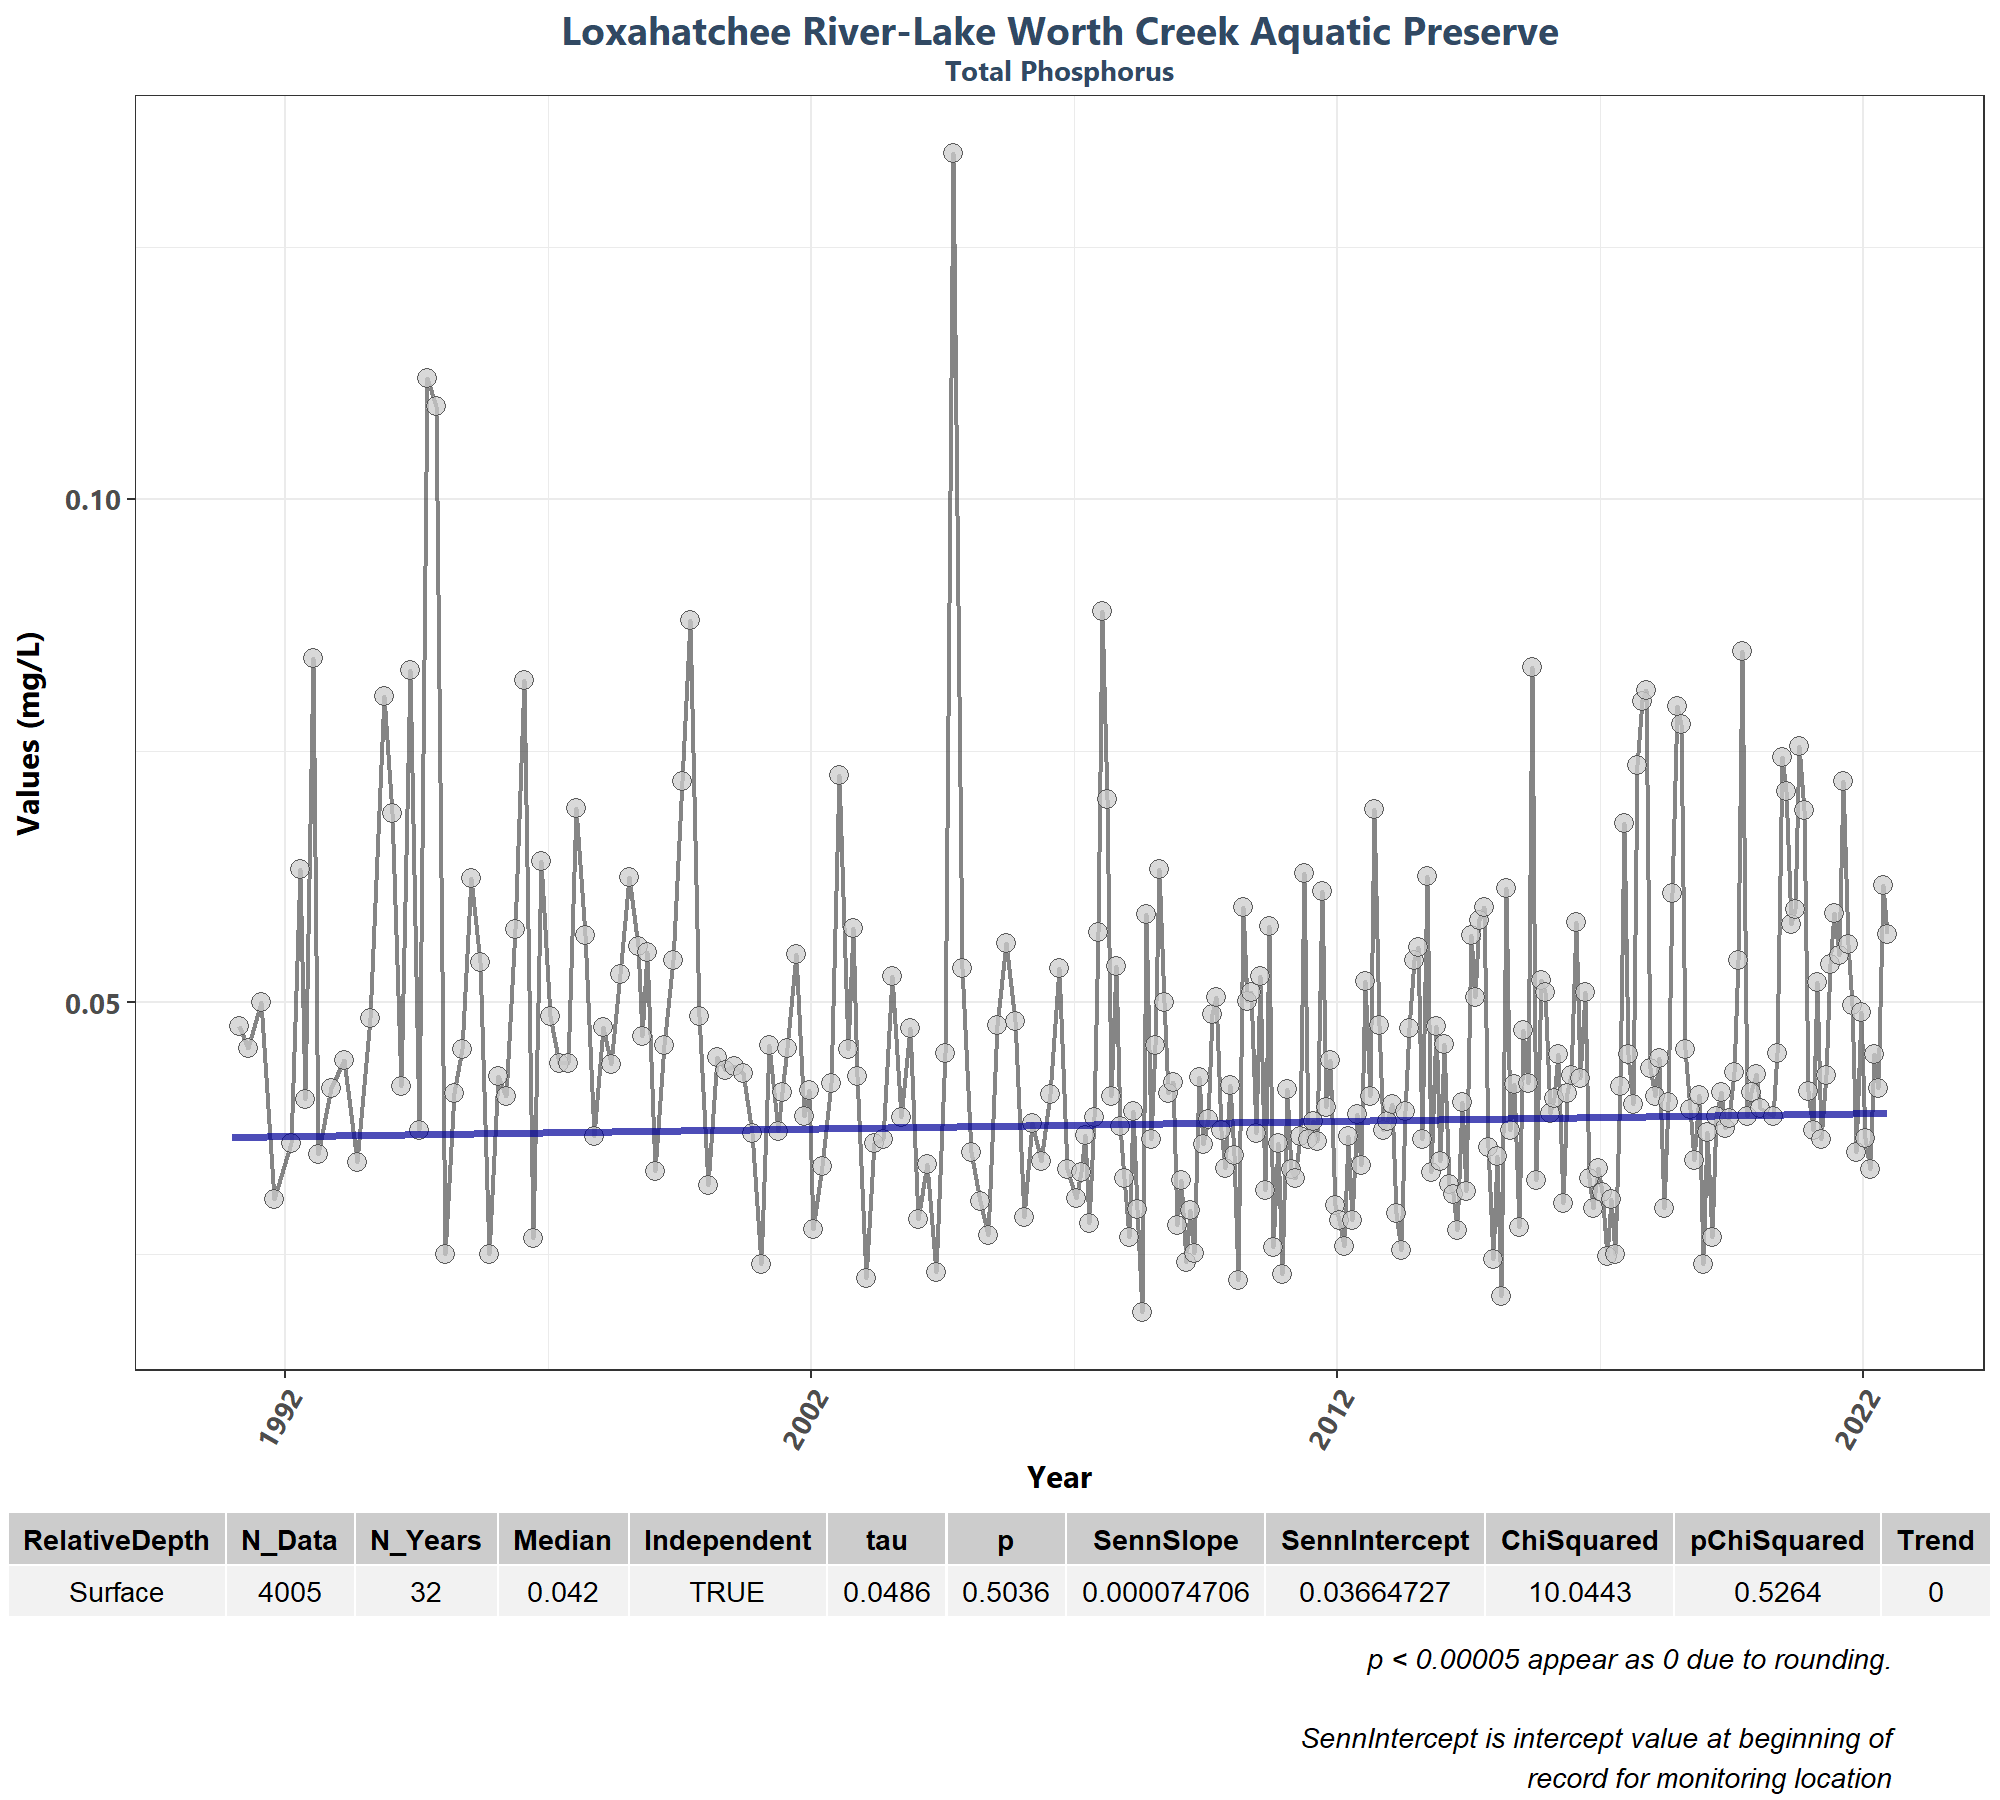 Loxahatchee River-Lake Worth Creek Aquatic Preserve
Total Phosphorus
0.10
0.05
Values (mg/L)
1992 2002 2012 2022
Year
RelativeDepth N_Data N_Years Median Independent tau p SennSlope SennIntercept ChiSquared pChiSquared Trend
Surface 4005 32 0.042 TRUE 0.0486 0.5036 0.000074706 0.03664727 10.0443 0.5264 0
p < 0.00005 appear as 0 due to rounding.
SennIntercept is intercept value at beginning of
record for monitoring location